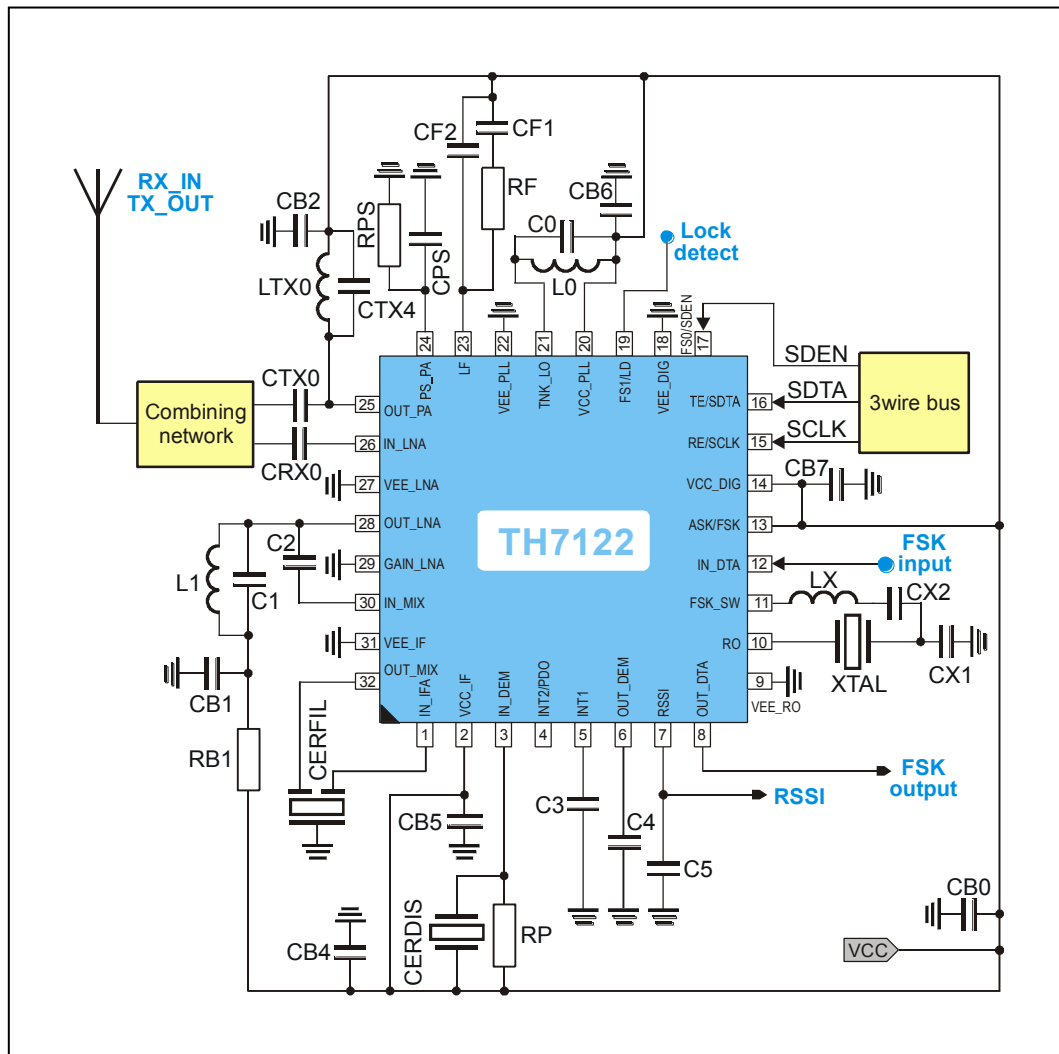 CF2
CF1
RX_IN
TX_OUT
CB2
RPS
CPS
RF
CB6
C0
L0
Lock
detect
LTX0
CTX4
24
23
22
21
20
19
18
17
FS0/SDEN
PS_PA
LF
VEE_PLL
TNK_LO
VCC_PLL
FS1/LD
VEE_DIG
SDEN
SDTA
SCLK
3wire bus
Combining
network
CTX0
CRX0
25
OUT_PA
26
IN_LNA
27
VEE_LNA
28
OUT_LNA
29
GAIN_LNA
30
IN_MIX
31
VEE_IF
OUT_MIX
32
TH7122
TE/SDTA
16
RE/SCLK
15
VCC_DIG
14
CB7
ASK/FSK
13
IN_DTA
12
FSK
input
FSK_SW
11
LX
CX2
RO
10
XTAL
CX1
9
VEE_RO
C2
L1
C1
CB1
RB1
CERFIL
IN_IFA
VCC_IF
IN_DEM
INT2/PDO
INT1
OUT_DEM
RSSI
OUT_DTA
1
2
3
4
5
6
7
8
FSK
output
RSSI
CB5
C3
C4
C5
CERDIS
RP
CB4
CB0
VCC